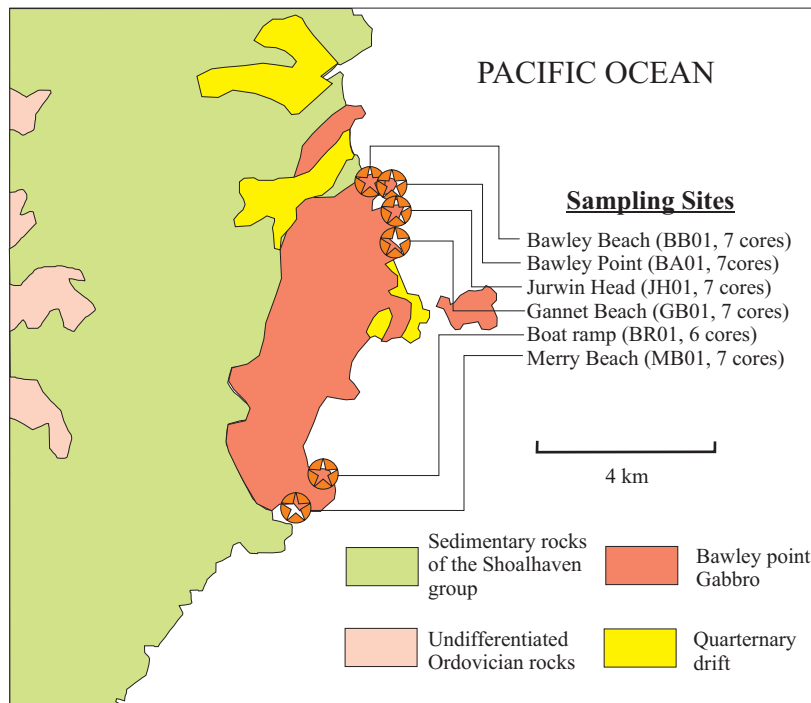 PACIFIC OCEAN
Sampling Sites
Bawley Beach (BB01, 7 cores)
Bawley Point (BA01, 7cores)
Jurwin Head (JH01, 7 cores)
Gannet Beach (GB01, 7 cores)
Boat ramp (BR01, 6 cores)
Merry Beach (MB01, 7 cores)
4 km
Sedimentary rocks
of the Shoalhaven
group
Bawley point
Gabbro
Undifferentiated
Ordovician rocks
Quarternary
drift